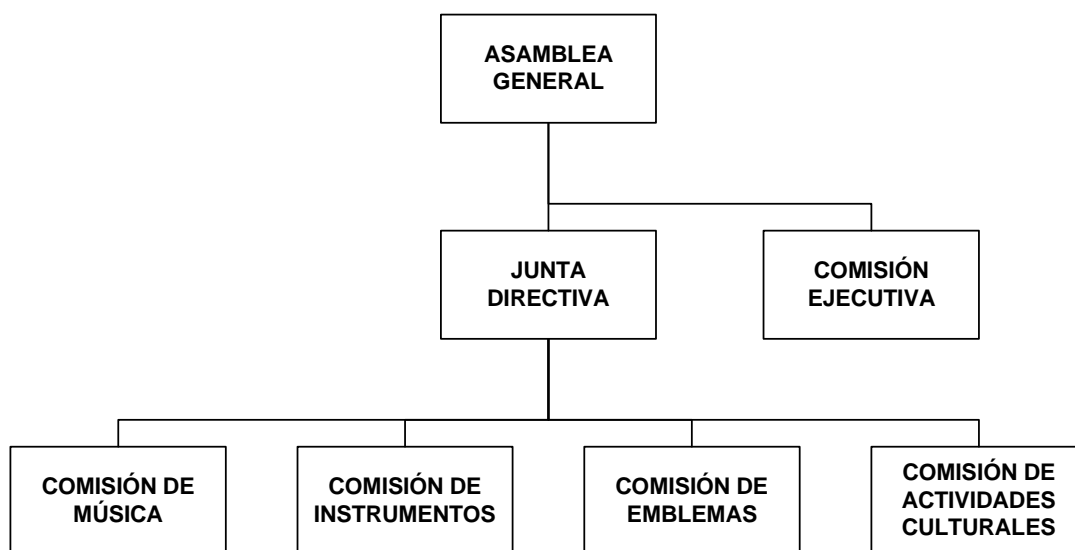 ASAMBLEA
GENERAL
JUNTA
DIRECTIVA
COMISIÓN
EJECUTIVA
COMISIÓN DE
MÚSICA
COMISIÓN DE
INSTRUMENTOS
COMISIÓN DE
EMBLEMAS
COMISIÓN DE
ACTIVIDADES
CULTURALES